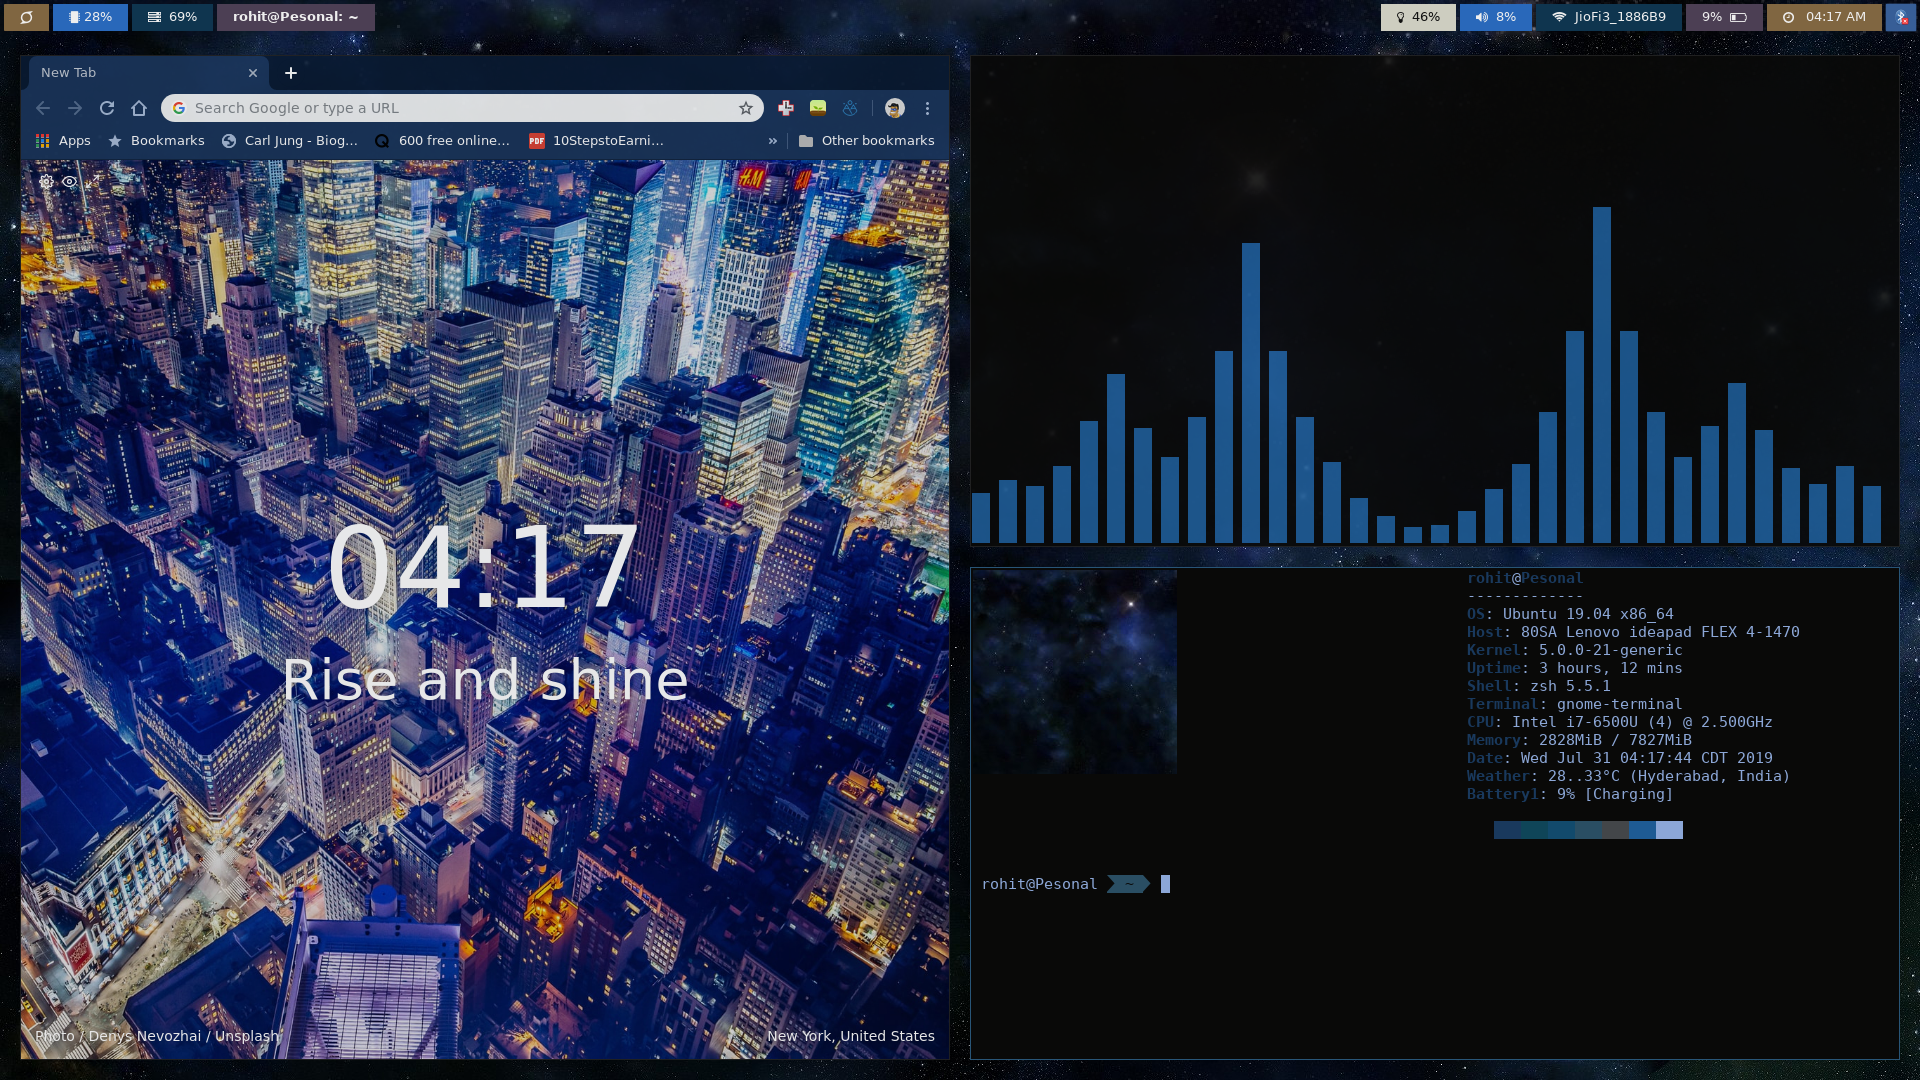 28%
69%
rohit@Pesonal: ~
46%
8%
JioFi3_1886B9
9%
04:17 AM
New Tab
Search Google or type a URL
Apps
Bookmarks
Carl Jung - Biog...
600 free online...
PDF
10StepstoEarni...
»
Other bookmarks
H&M
04:17
Rise and shine
Photo / Denys Nevozhai / Unsplash
New York, United States
rohit@Pesonal
-------------
OS: Ubuntu 19.04 x86_64
Host: 80SA Lenovo ideapad FLEX 4-1470
Kernel: 5.0.0-21-generic
Uptime: 3 hours, 12 mins
Shell: zsh 5.5.1
Terminal: gnome-terminal
CPU: Intel i7-6500U (4) @ 2.500GHz
Memory: 2828MiB / 7827MiB
Date: Wed Jul 31 04:17:44 CDT 2019
Weather: 28..33°C (Hyderabad, India)
Battery1: 9% [Charging]
rohit@Pesonal ~